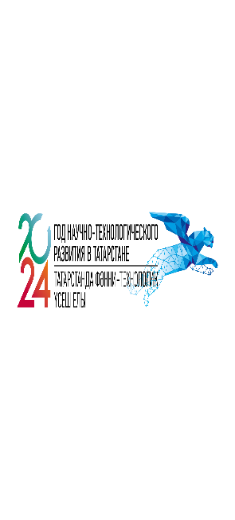 2024
ГОД НАУЧНО-ТЕХНОЛОГИЧЕСКОГО
РАЗВИТИЯ В ТАТАРСТАНЕ
ТАТАРСТАНДА ФӘННИ-ТЕХНОЛОГИК
ҮСЕШ ЕЛЫ